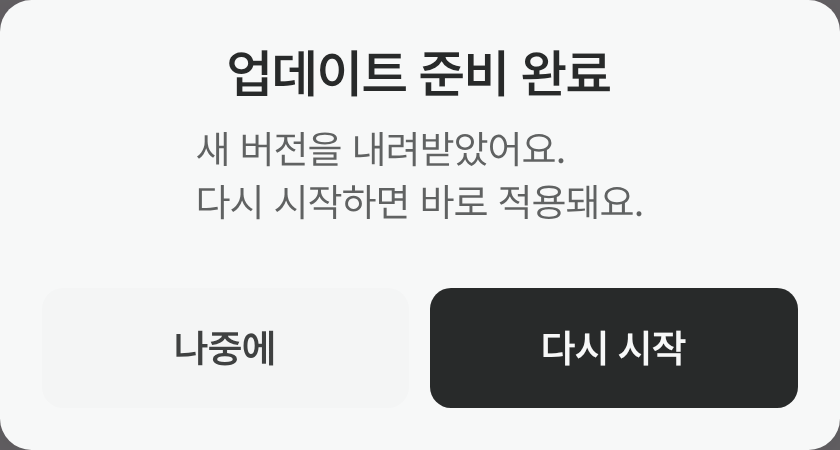 업데이트 준비 완료
새 버전을 내려받았어요.
다시 시작하면 바로 적용돼요.
나중에
다시 시작